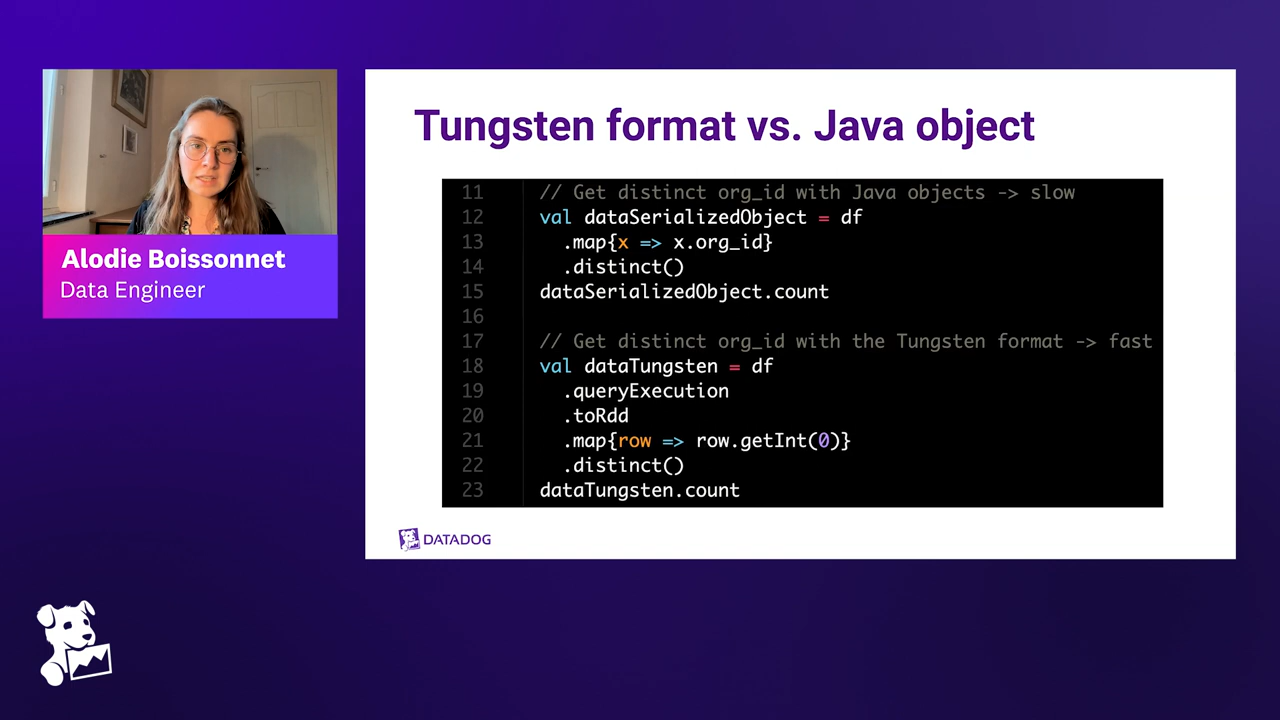 Alodie Boissonnet
Data Engineer
Tungsten format vs. Java object
11 // Get distinct org_id with Java objects -> slow
12 val dataSerializedObject = df
13 .map{x => x.org_id}
14 .distinct()
15 dataSerializedObject.count
16
17 // Get distinct org_id with the Tungsten format -> fast
18 val dataTungsten = df
19 .queryExecution
20 .toRdd
21 .map{row => row.getInt(0)}
22 .distinct()
23 dataTungsten.count
DATADOG